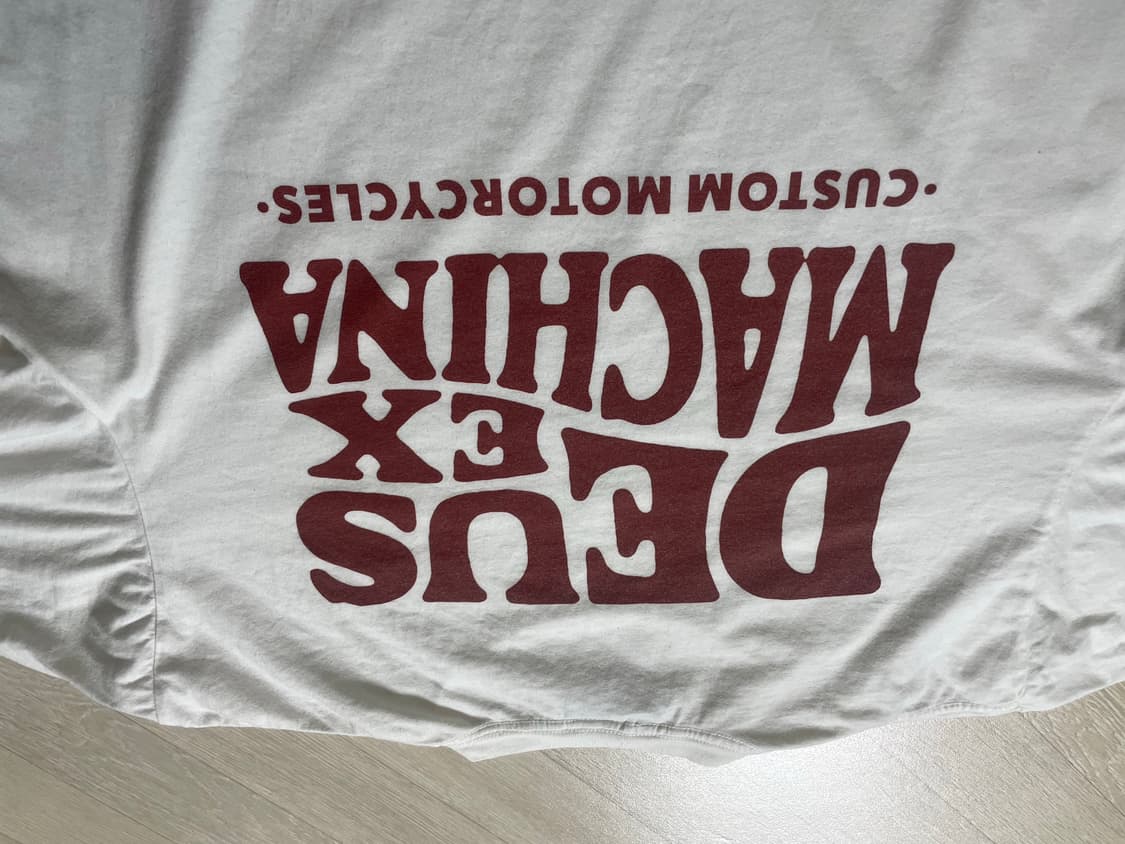 DEUS
EX
MACHINA
·CUSTOM MOTORCYCLES·